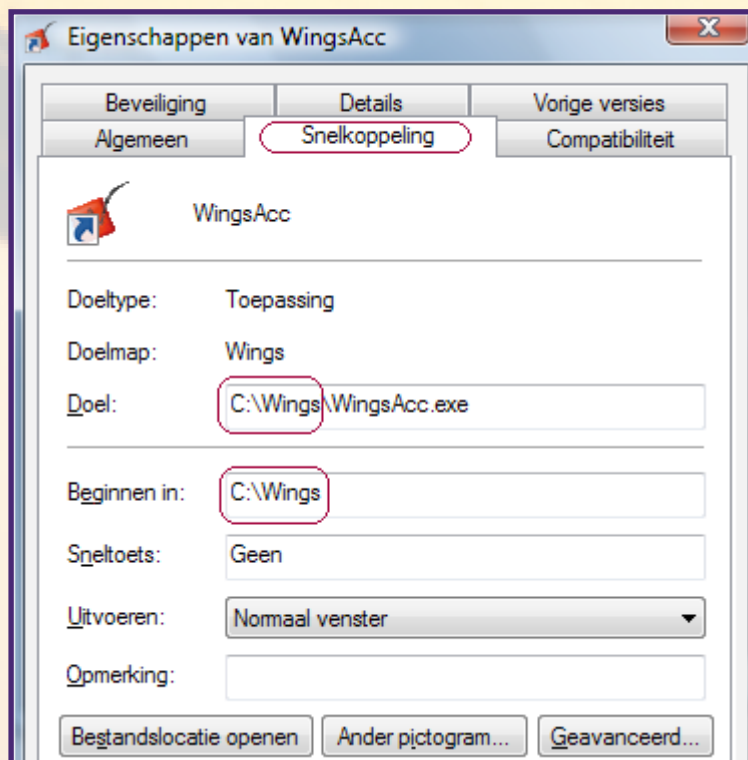 Eigenschappen van WingsAcc
Beveiliging Details Vorige versies
Algemeen Snelkoppeling Compatibiliteit
WingsAcc
Doeltype: Toepassing
Doelmap: Wings
Doel: C:\Wings\WingsAcc.exe
Beginnen in: C:\Wings
Sneltoets: Geen
Uitvoeren: Normaal venster
Opmerking:
Bestandslocatie openen Ander pictogram... Geavanceerd...